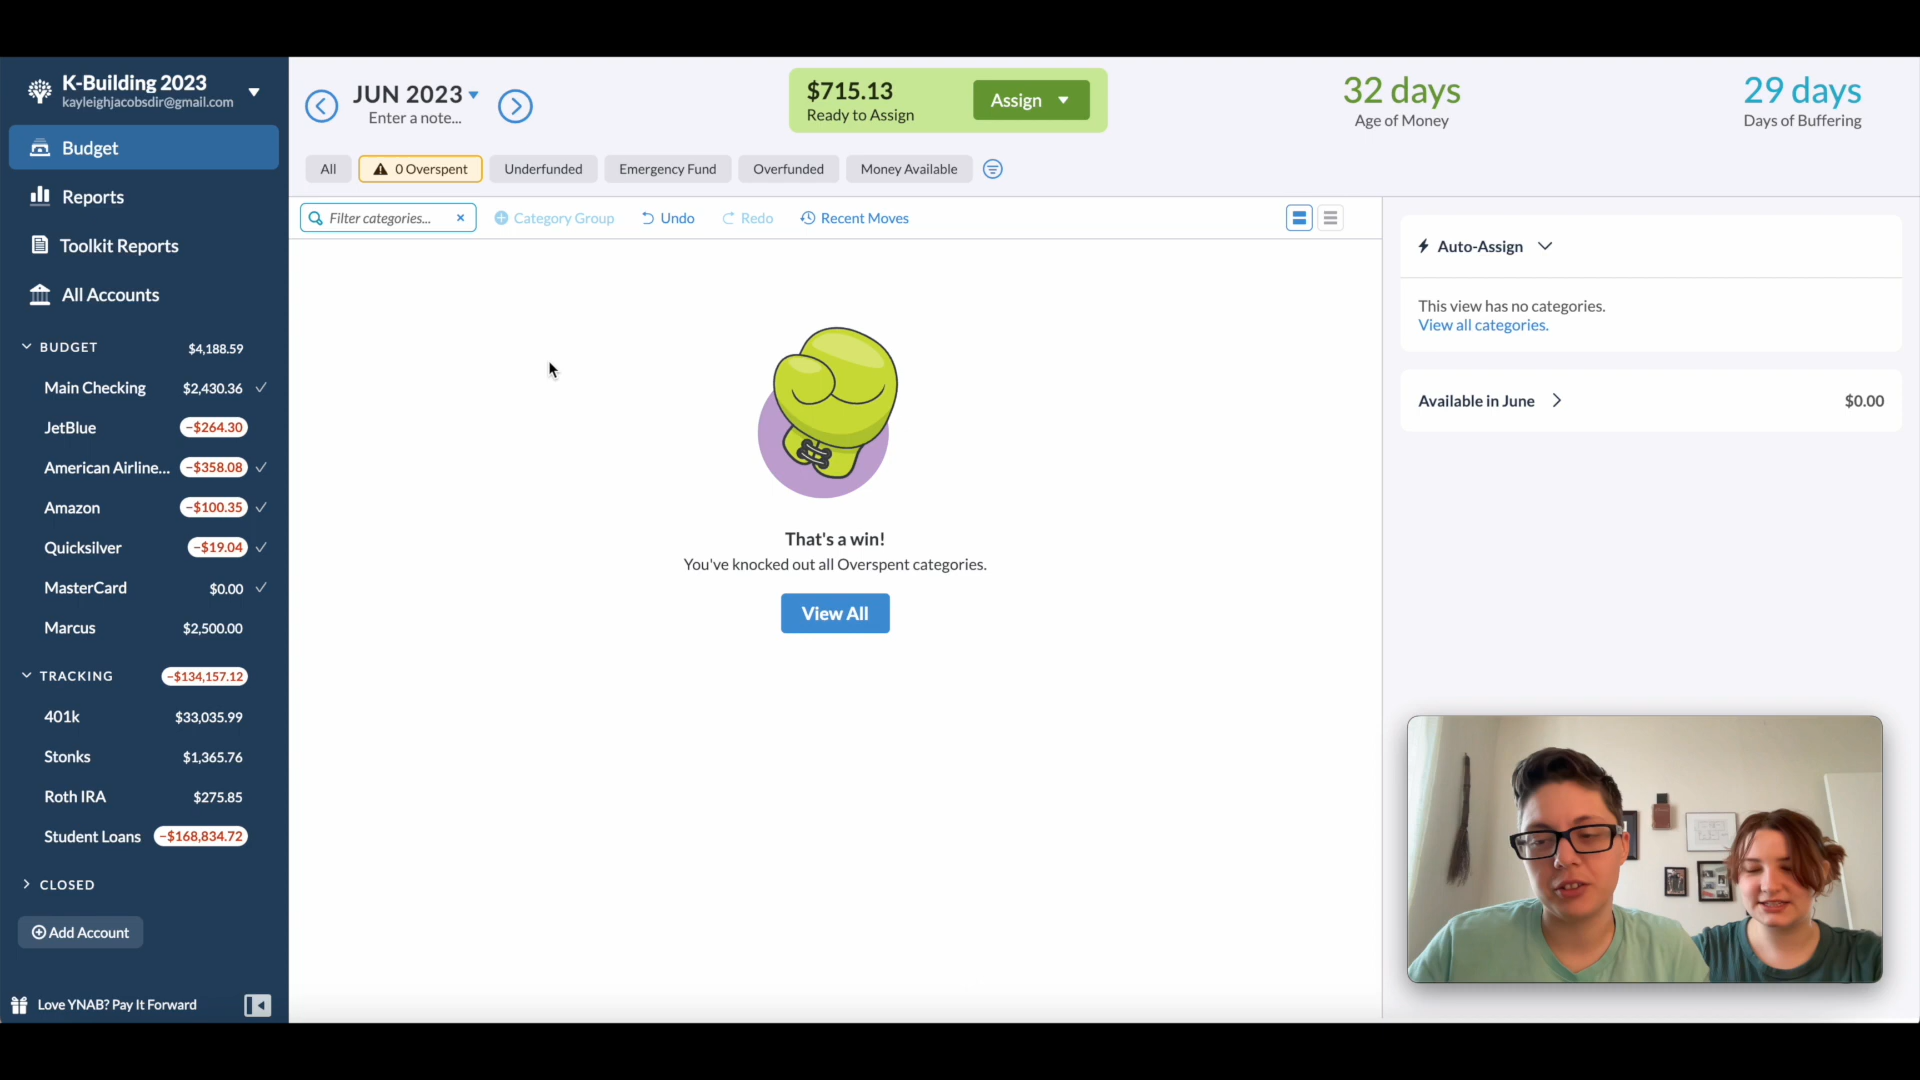 K-Building 2023
kayleighjacobsdir@gmail.com
Budget
Reports
Toolkit Reports
All Accounts
BUDGET $4,188.59
Main Checking $2,430.36
JetBlue -$264.30
American Airline... -$358.08
Amazon -$100.35
Quicksilver -$19.04
MasterCard $0.00
Marcus $2,500.00
TRACKING -$134,157.12
401k $33,035.99
Stonks $1,365.76
Roth IRA $275.85
Student Loans -$168,834.72
CLOSED
Add Account
Love YNAB? Pay It Forward
JUN 2023
Enter a note...
$715.13
Ready to Assign
Assign
32 days
Age of Money
29 days
Days of Buffering
All 0 Overspent Underfunded Emergency Fund Overfunded Money Available
Filter categories... Category Group Undo Redo Recent Moves
That's a win!
You've knocked out all Overspent categories.
View All
Auto-Assign
This view has no categories.
View all categories.
Available in June $0.00